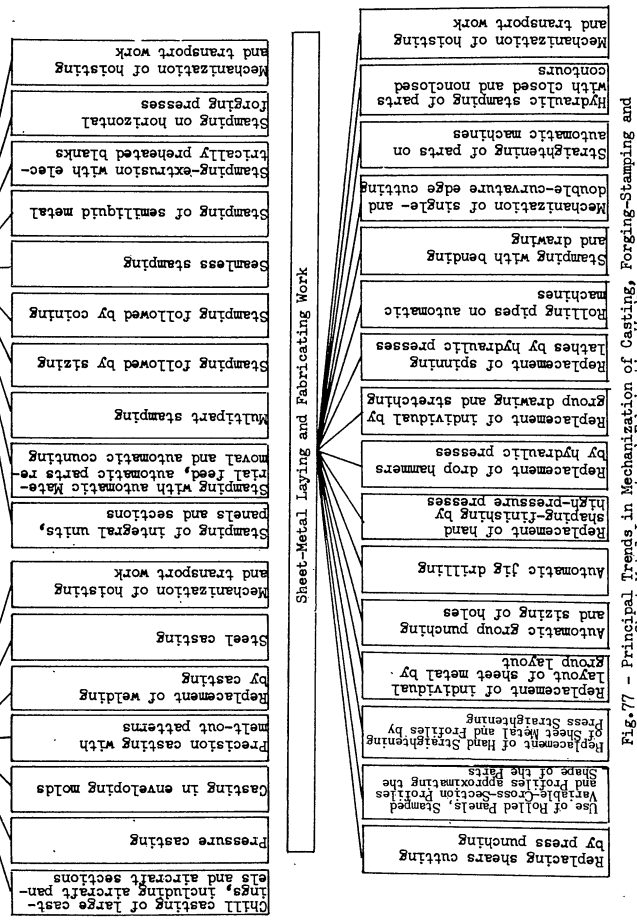 Replacing shears cutting
by press punching
Use of Rolled Panels, Stamped
Variable-Cross-Section Profiles
and Profiles approximating the
Shape of the Parts
Replacement of Hand Straightening
of Sheet Metal and Profiles by
Press Straightening
Replacement of individual
layout of sheet metal by
group layout
Automatic group punching
and sizing of holes
Automatic jig drilling
Replacement of hand
shaping-finishing by
high-pressure presses
Replacement of drop hammers
by hydraulic presses
Replacement of individual by
group drawing and stretching
Replacement of spinning
lathes by hydraulic presses
Rolling pipes on automatic
machines
Stamping with bending
and drawing
Mechanization of single- and
double-curvature edge cutting
Straightening of parts on
automatic machines
Hydraulic stamping of parts
with closed and nonclosed
contours
Mechanization of hoisting
and transport work
Sheet-Metal Laying and Fabricating Work
Chill casting of large cast-
ings, including aircraft pan-
els and aircraft sections
Pressure casting
Casting in enveloping molds
Precision casting with
melt-out patterns
Replacement of welding
by casting
Steel casting
Mechanization of hoisting
and transport work
Stamping of integral units,
panels and sections
Stamping with automatic Mate-
rial feed, automatic parts re-
moval and automatic counting
Multipart stamping
Stamping followed by sizing
Stamping followed by coining
Seamless stamping
Stamping of semiliquid metal
Stamping-extrusion with elec-
trically preheated blanks
Stamping on horizontal
forging presses
Mechanization of hoisting
and transport work
Fig.77 - Principal Trends in Mechanization of Casting, Forging-Stamping and